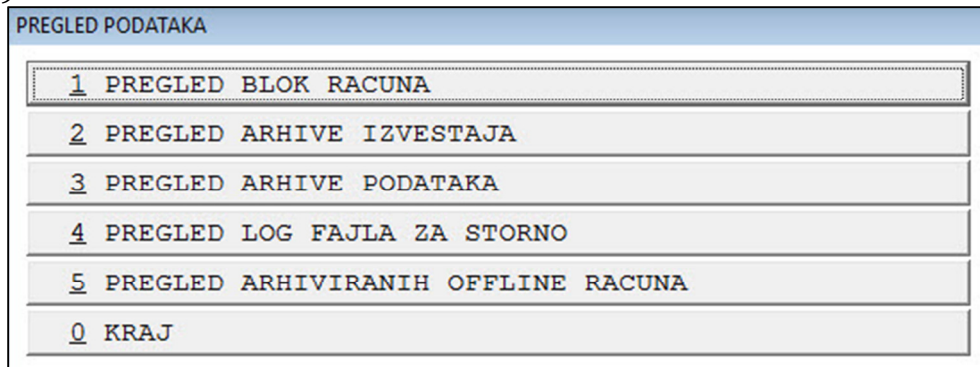 PREGLED PODATAKA
1 PREGLED BLOK RACUNA
2 PREGLED ARHIVE IZVESTAJA
3 PREGLED ARHIVE PODATAKA
4 PREGLED LOG FAJLA ZA STORNO
5 PREGLED ARHIVIRANIH OFFLINE RACUNA
0 KRAJ